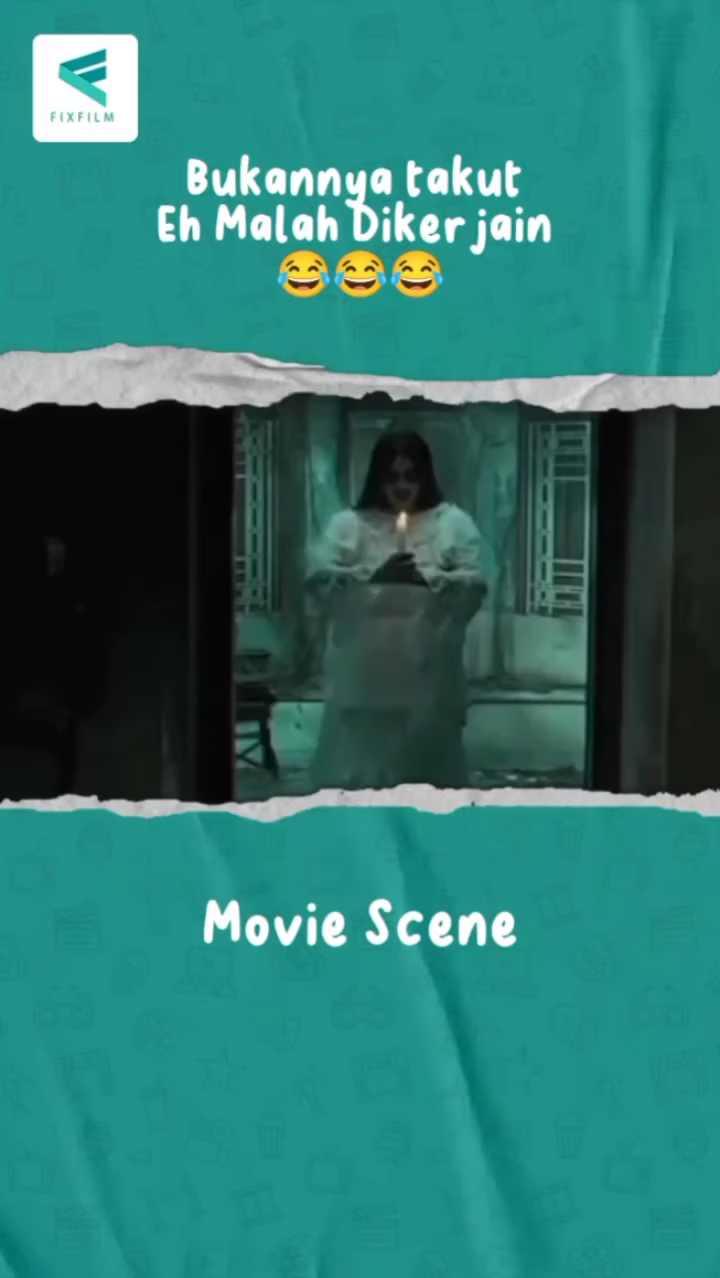 FIXFILM
Bukannya takut
Eh Malah Dikerjain
😂😂😂
Movie Scene